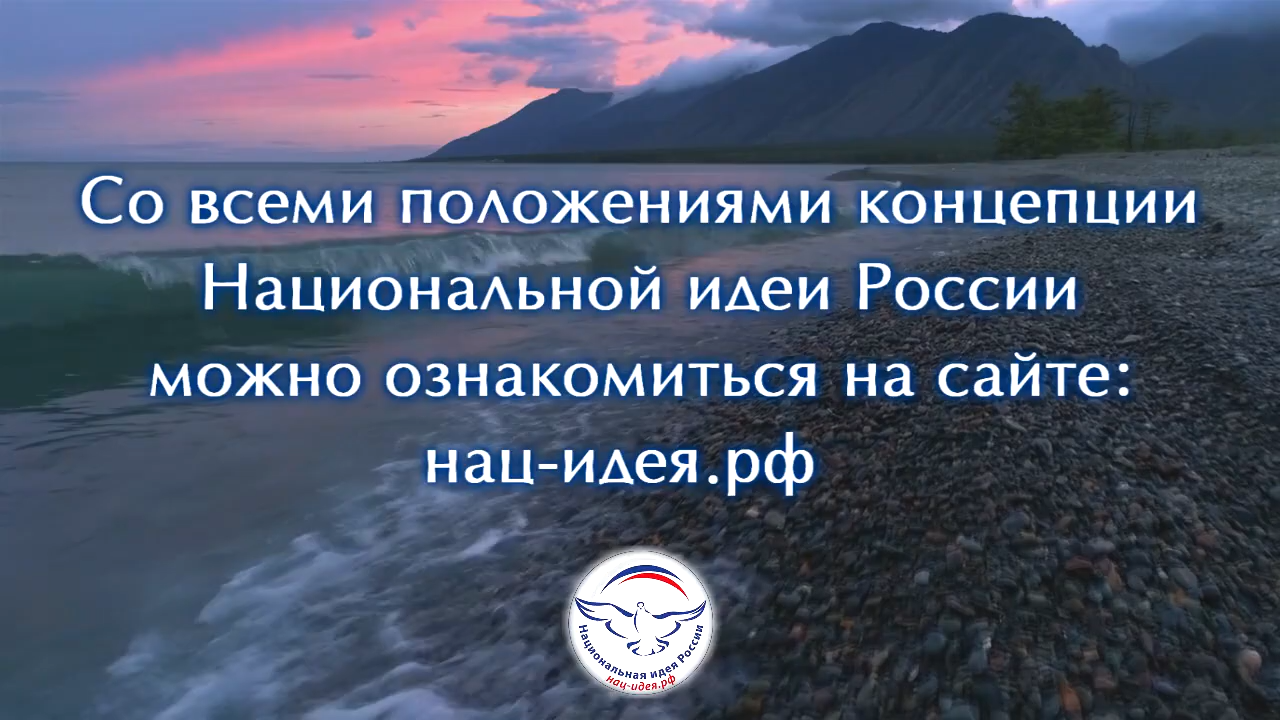 Со всеми положениями концепции
Национальной идеи России
можно ознакомиться на сайте:
нац-идея.рф
Национальная идея России
нац-идея.рф